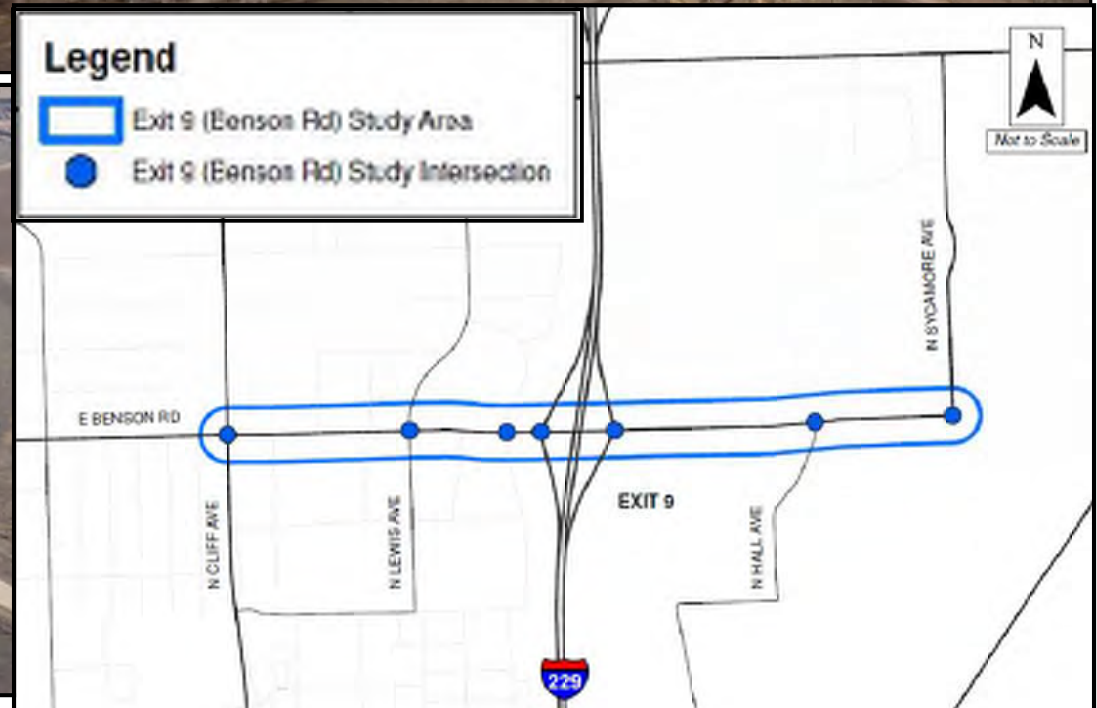 Legend
Exit 9 (Benson Rd) Study Area
Exit 9 (Benson Rd) Study Intersection
N
Not to Scale
N SYCAMORE AVE
E BENSON RD
EXIT 9
N CLIFF AVE
N LEWIS AVE
N HALL AVE
229